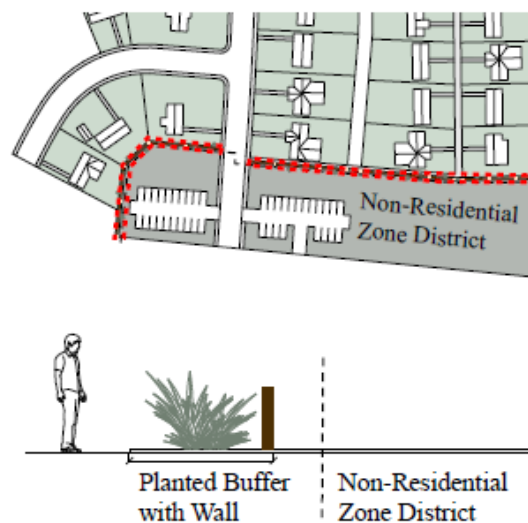 Non-Residential
Zone District
Planted Buffer
with Wall
Non-Residential
Zone District